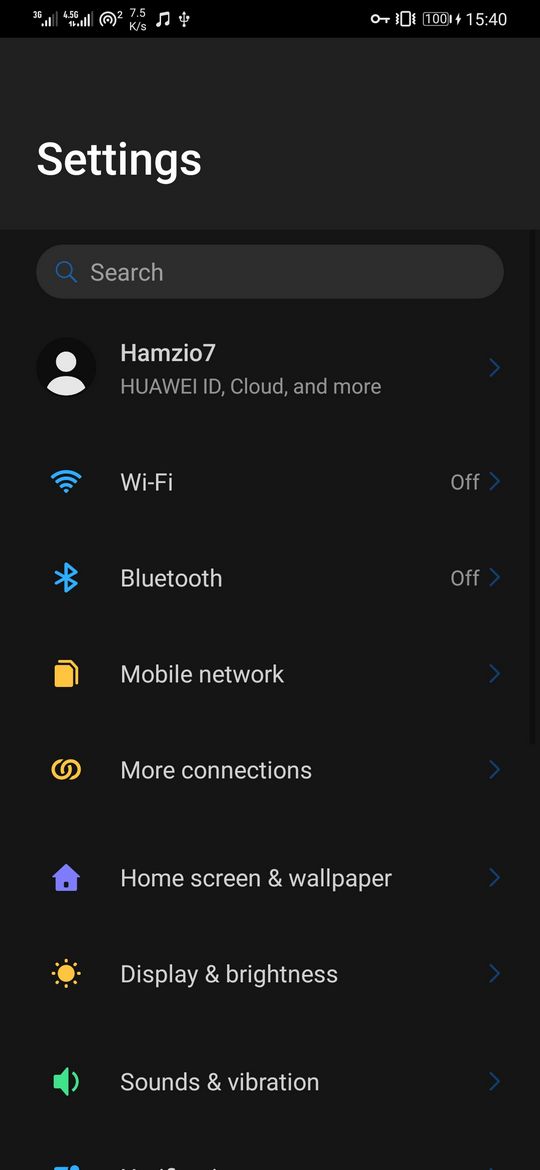 3G 4.5G 2 7.5 K/s 100 15:40
Settings
Search
Hamzio7
HUAWEI ID, Cloud, and more
Wi-Fi Off
Bluetooth Off
Mobile network
More connections
Home screen & wallpaper
Display & brightness
Sounds & vibration